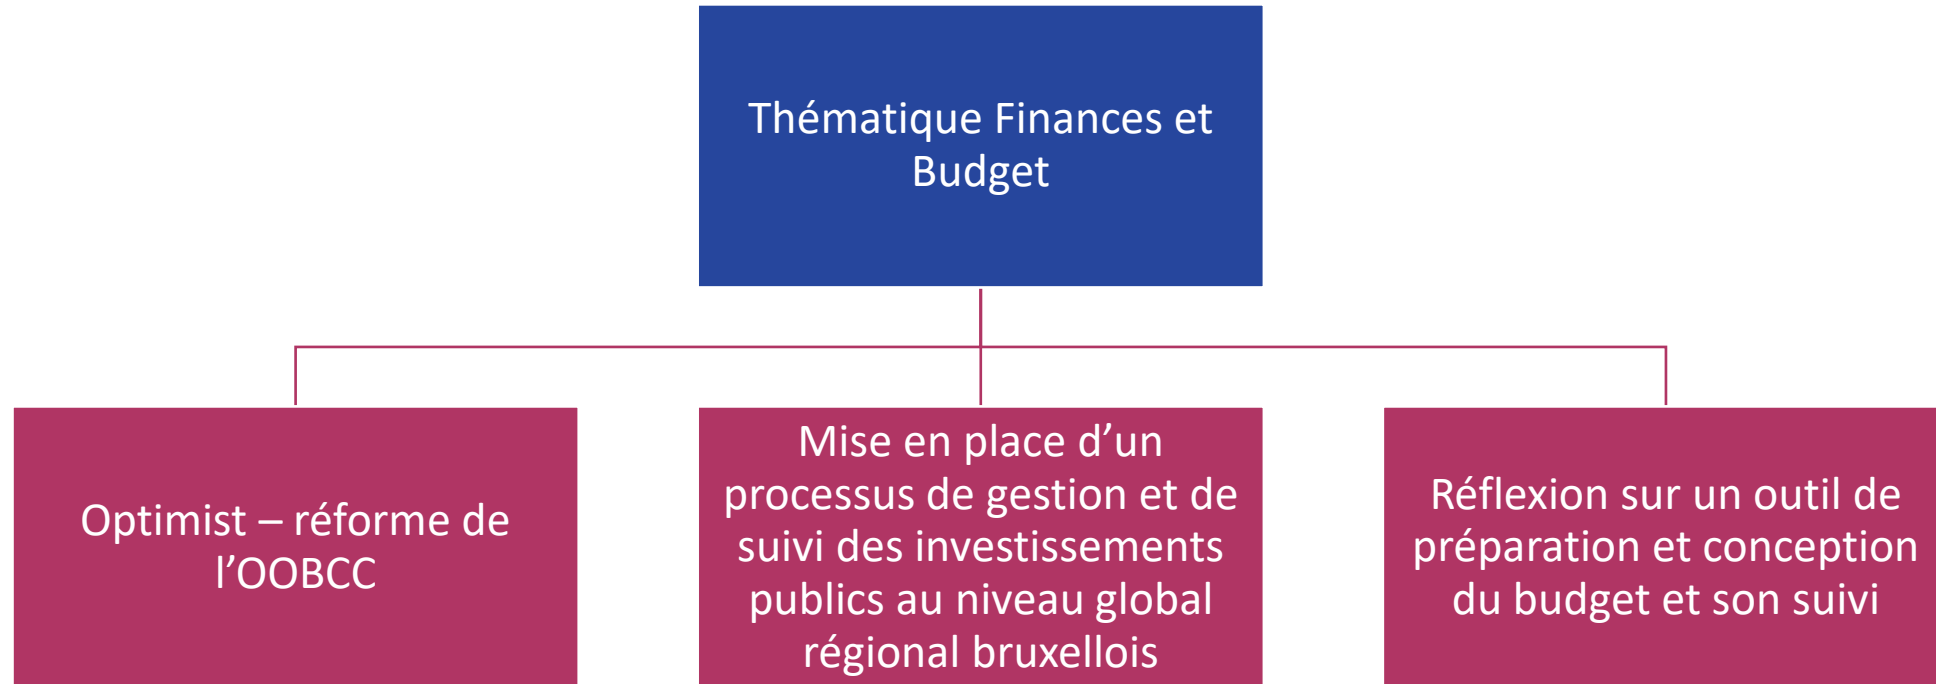 Thématique Finances et
Budget
Optimist – réforme de
l’OOBCC
Mise en place d’un
processus de gestion et de
suivi des investissements
publics au niveau global
régional bruxellois
Réflexion sur un outil de
préparation et conception
du budget et son suivi